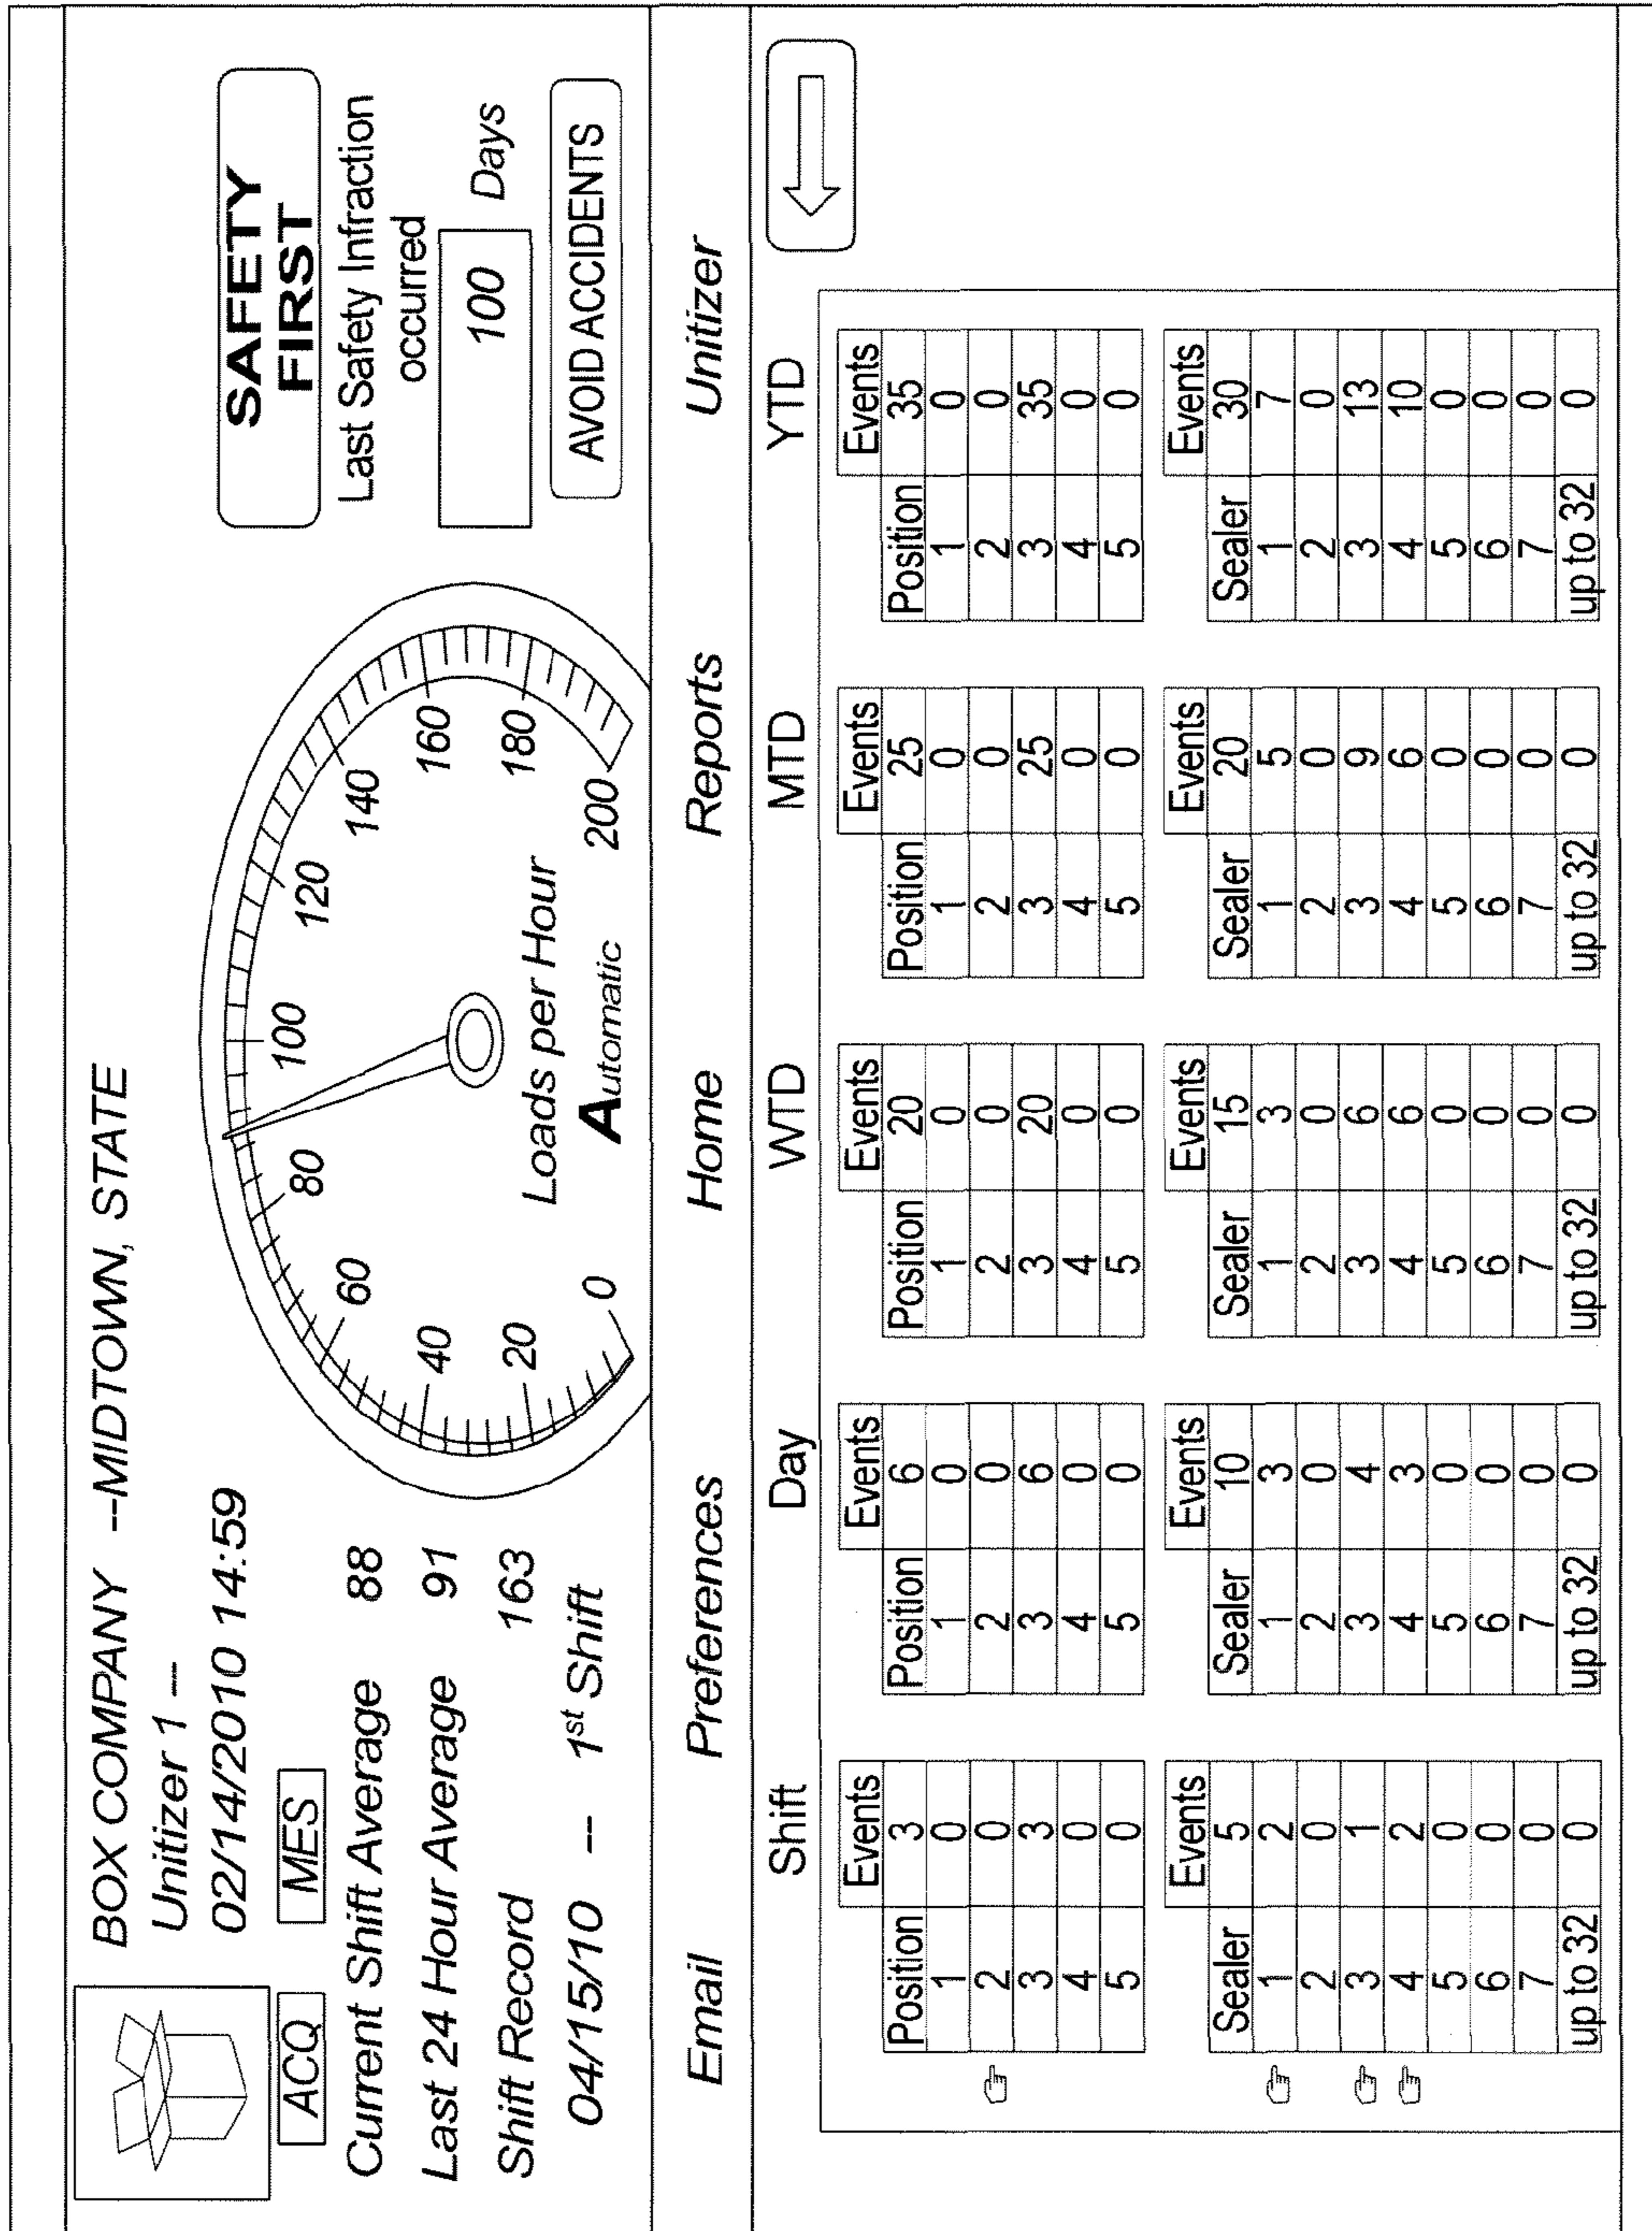 BOX COMPANY --MIDTOWN, STATE
Unitizer 1 --
02/14/2010 14:59
ACQ MES
Current Shift Average 88
Last 24 Hour Average 91
Shift Record 163
04/15/10 -- 1st Shift
0
20
40
60
80
100
120
140
160
180
200
Loads per Hour
Automatic
SAFETY
FIRST
Last Safety Infraction
occurred
100 Days
AVOID ACCIDENTS
Email Preferences Home Reports Unitizer
Shift Day WTD MTD YTD
Events Events Events Events Events
Position 3 Position 6 Position 20 Position 25 Position 35
1 0 1 0 1 0 1 0 1 0
2 0 2 0 2 0 2 0 2 0
3 3 3 6 3 20 3 25 3 35
4 0 4 0 4 0 4 0 4 0
5 0 5 0 5 0 5 0 5 0
Events Events Events Events Events
Sealer 5 Sealer 10 Sealer 15 Sealer 20 Sealer 30
1 2 1 3 1 3 1 5 1 7
2 0 2 0 2 0 2 0 2 0
3 1 3 4 3 6 3 9 3 13
4 2 4 3 4 6 4 6 4 10
5 0 5 0 5 0 5 0 5 0
6 0 6 0 6 0 6 0 6 0
7 0 7 0 7 0 7 0 7 0
up to 32 0 up to 32 0 up to 32 0 up to 32 0 up to 32 0